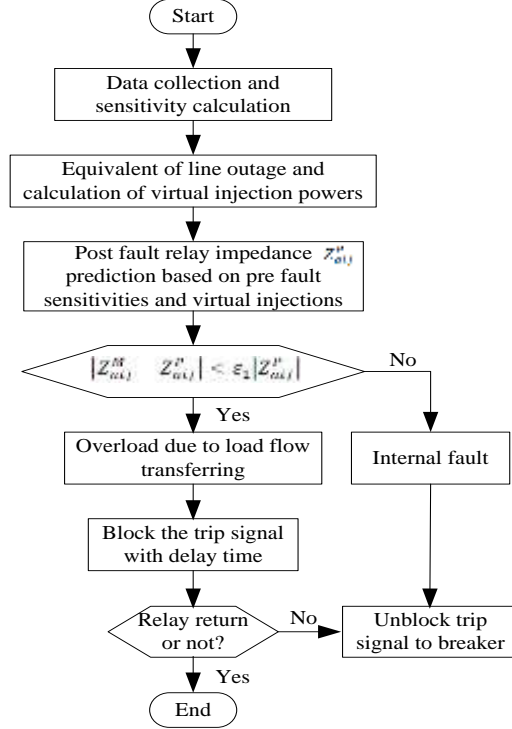 Start
Data collection and
sensitivity calculation
Equivalent of line outage and
calculation of virtual injection powers
Post fault relay impedance
prediction based on pre fault
sensitivities and virtual injections
No
Yes
Overload due to load flow
transferring
Internal fault
Block the trip signal
with delay time
Relay return
or not?
No
Unblock trip
signal to breaker
Yes
End